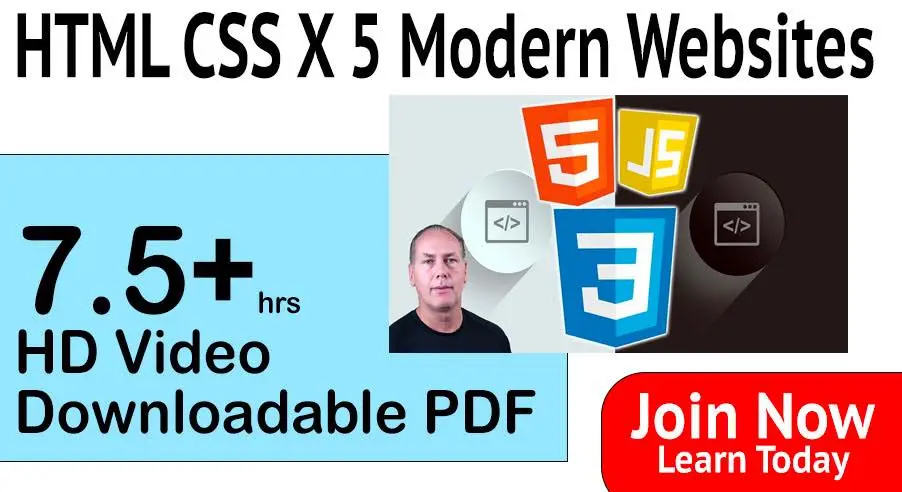 HTML CSS X 5 Modern Websites
5
JS
</>
</>
3
7.5+ hrs
HD Video
Downloadable PDF
Join Now
Learn Today